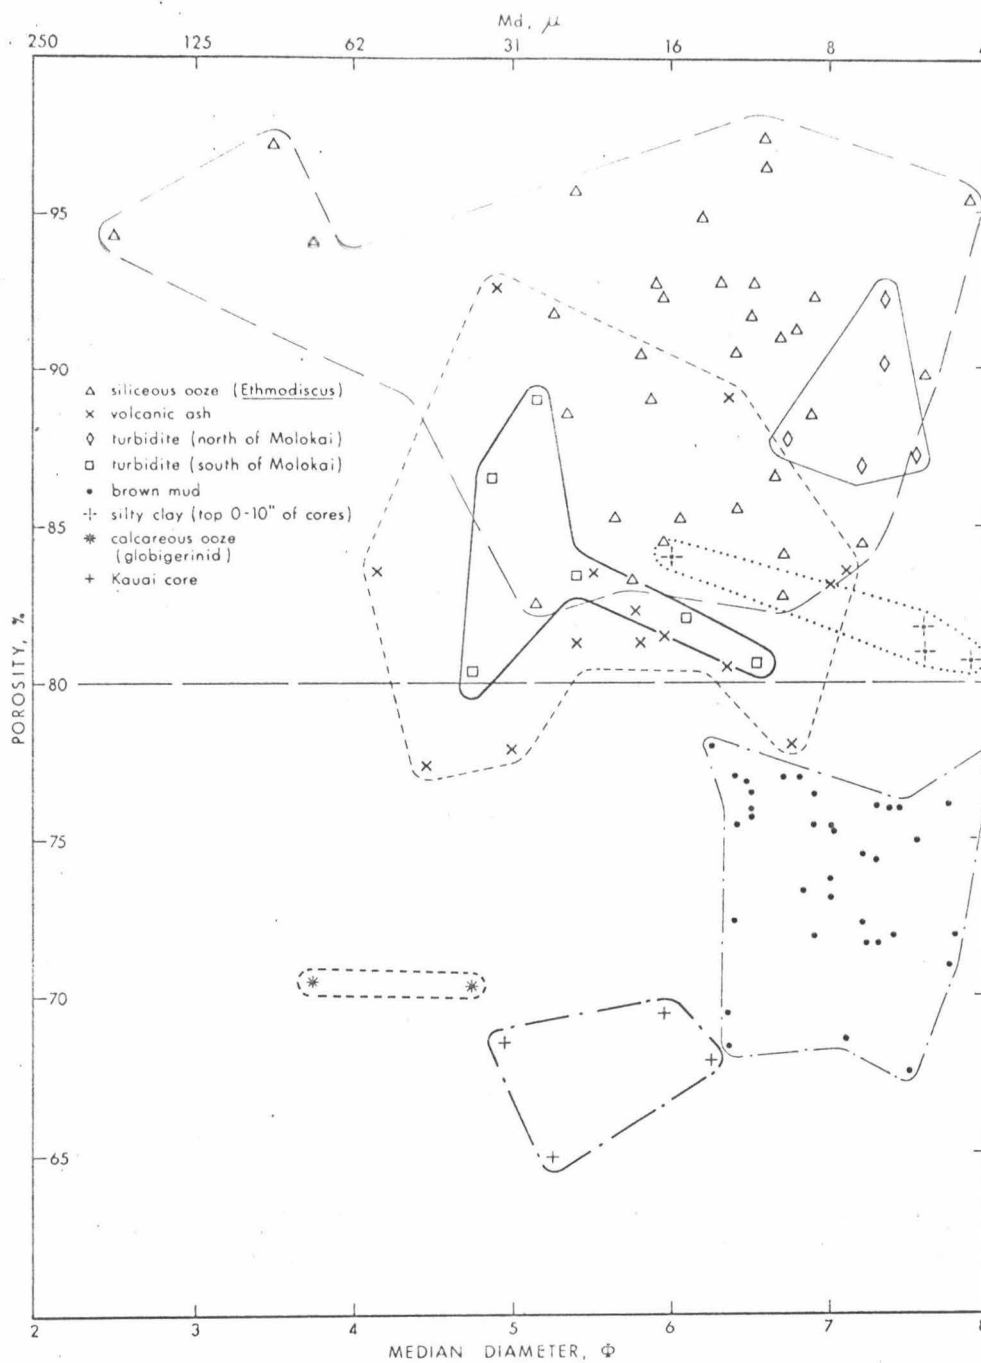 Md, μ
250 125 62 31 16 8 4
95
90
△ siliceous ooze (Ethmodiscus)
× volcanic ash
◊ turbidite (north of Molokai)
□ turbidite (south of Molokai)
• brown mud
-¦- silty clay (top 0-10" of cores)
✳ calcareous ooze
(globigerinid)
+ Kauai core
85
80
75
70
65
POROSITY, %
2 3 4 5 6 7 8
MEDIAN DIAMETER, Φ